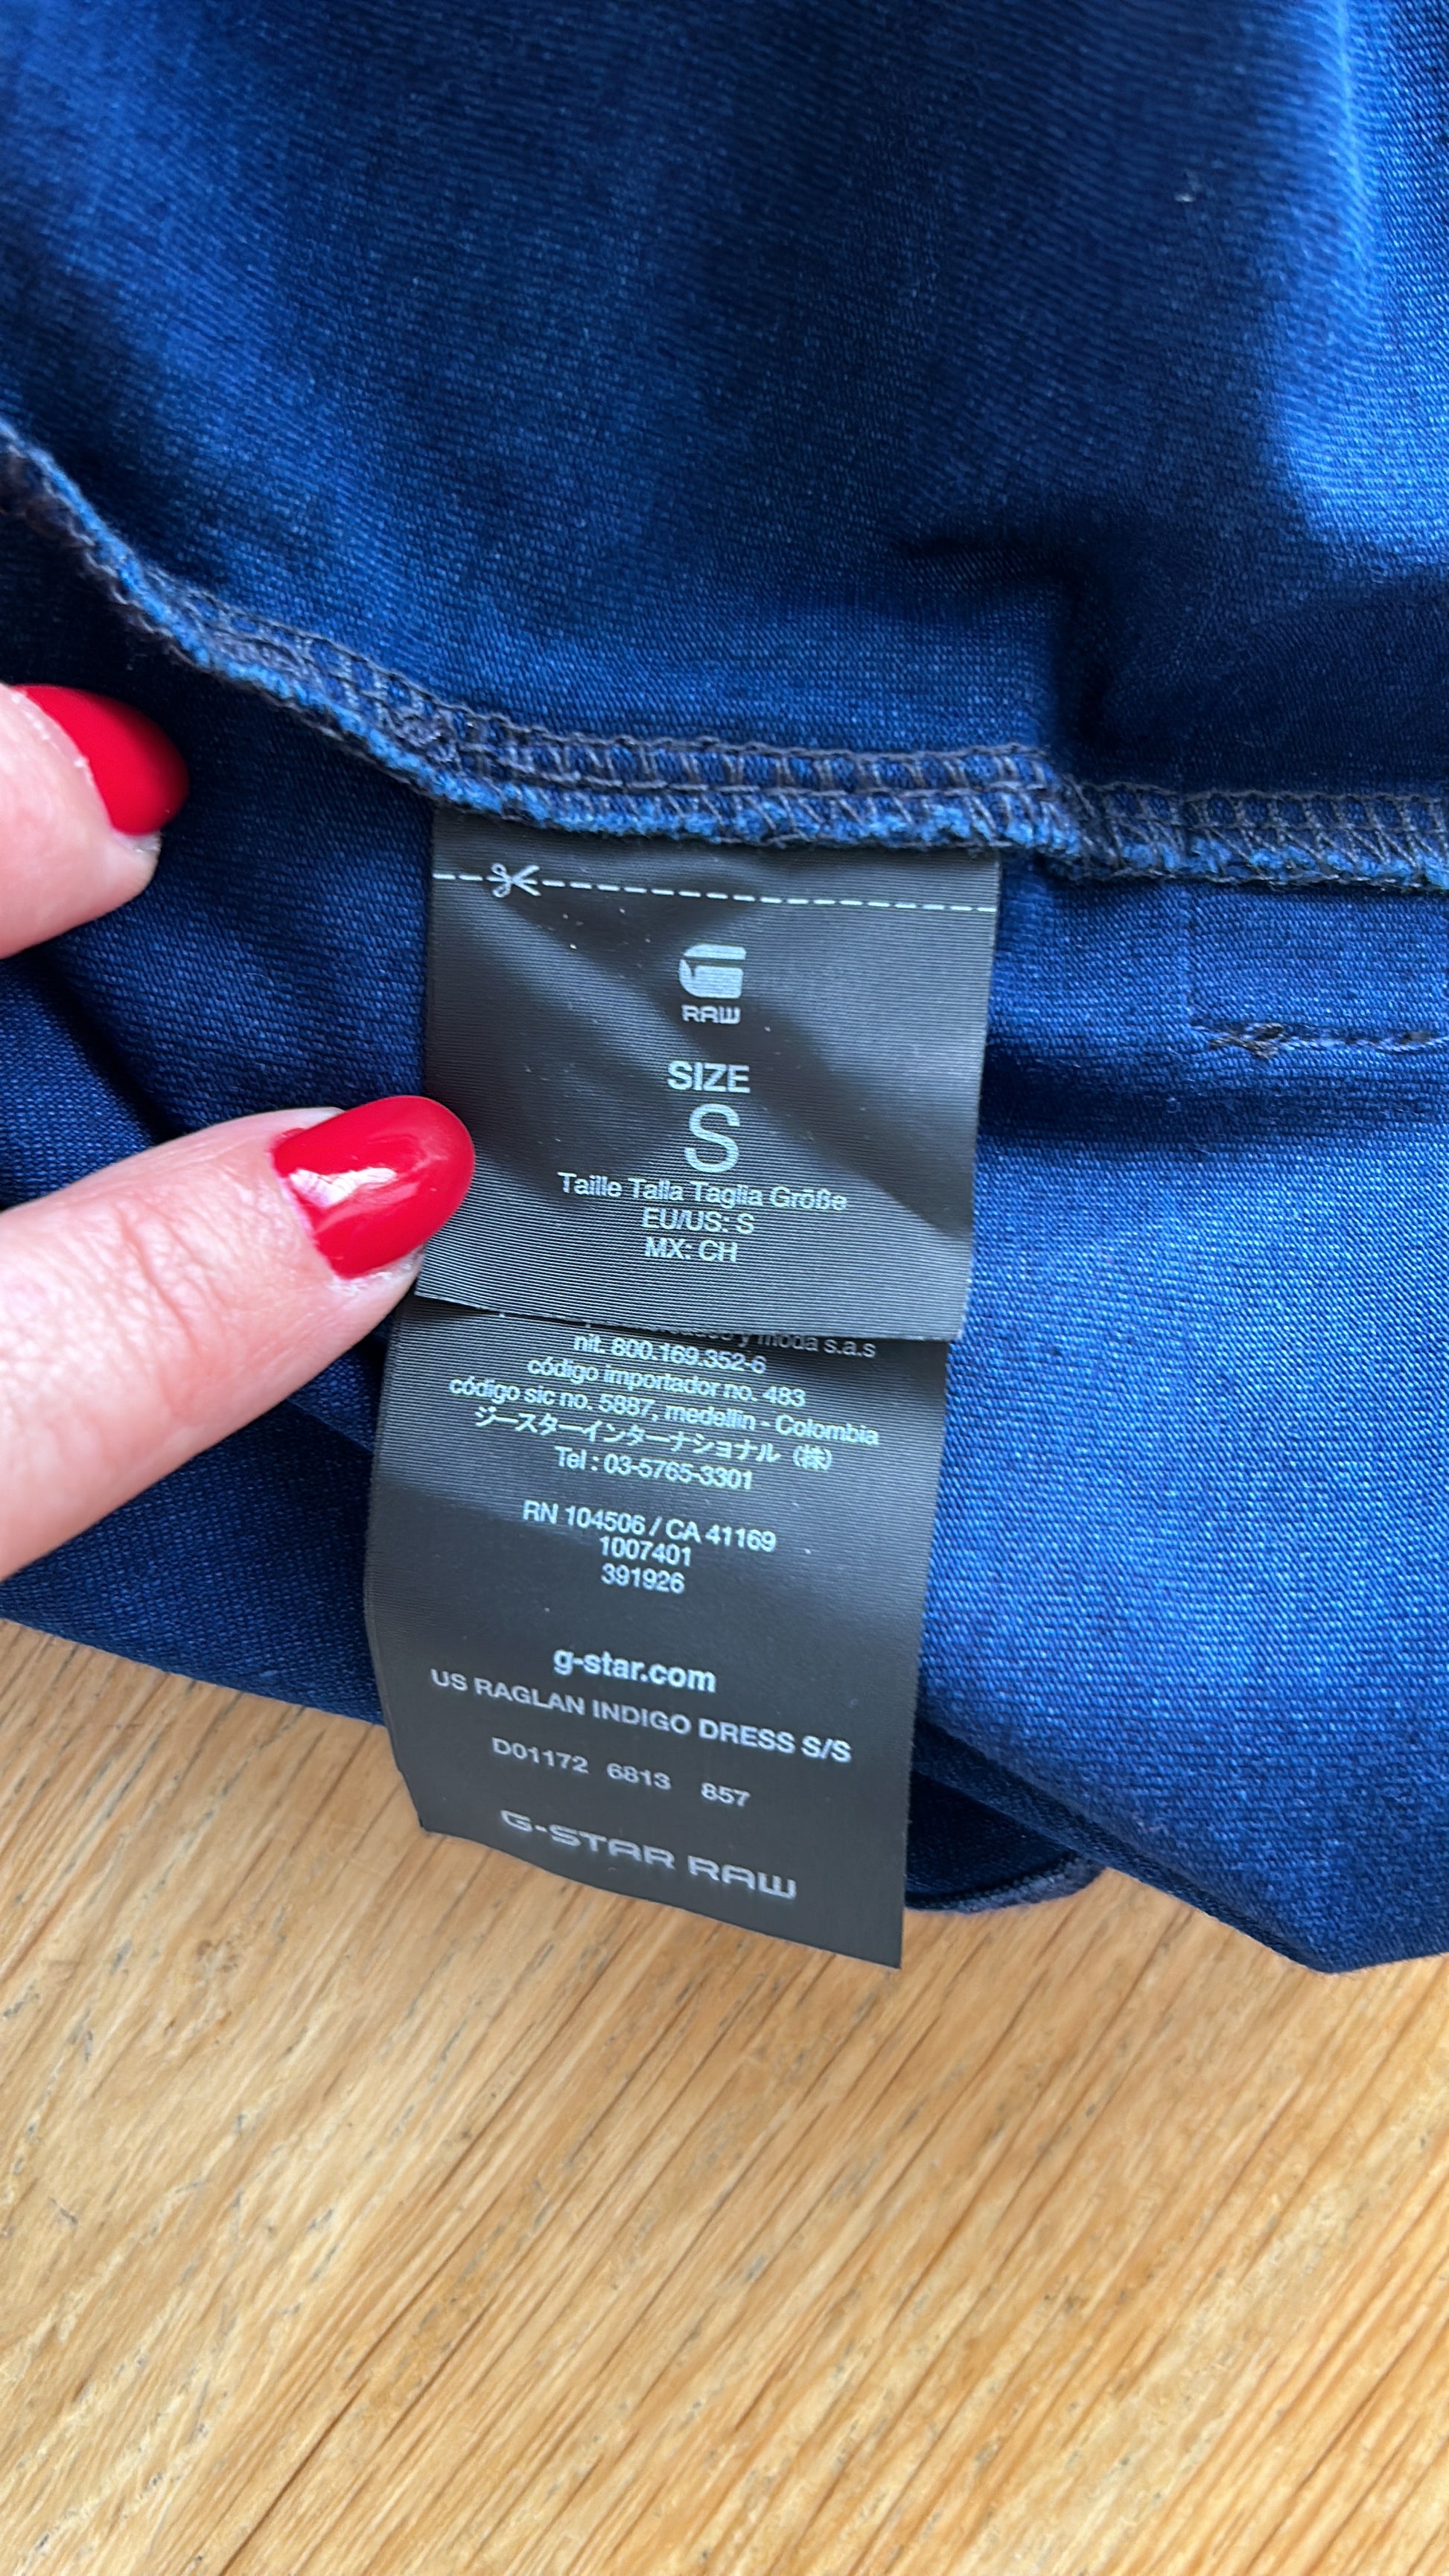 RAW
SIZE
S
Taille Talla Taglia Größe
EU/US: S
MX: CH
y moda s.a.s
nit. 800.169.352-6
código importador no. 483
código sic no. 5887, medellin - Colombia
ジースターインターナショナル（株）
Tel : 03-5765-3301
RN 104506 / CA 41169
1007401
391926
g-star.com
US RAGLAN INDIGO DRESS S/S
D01172 6813 857
G-STAR RAW